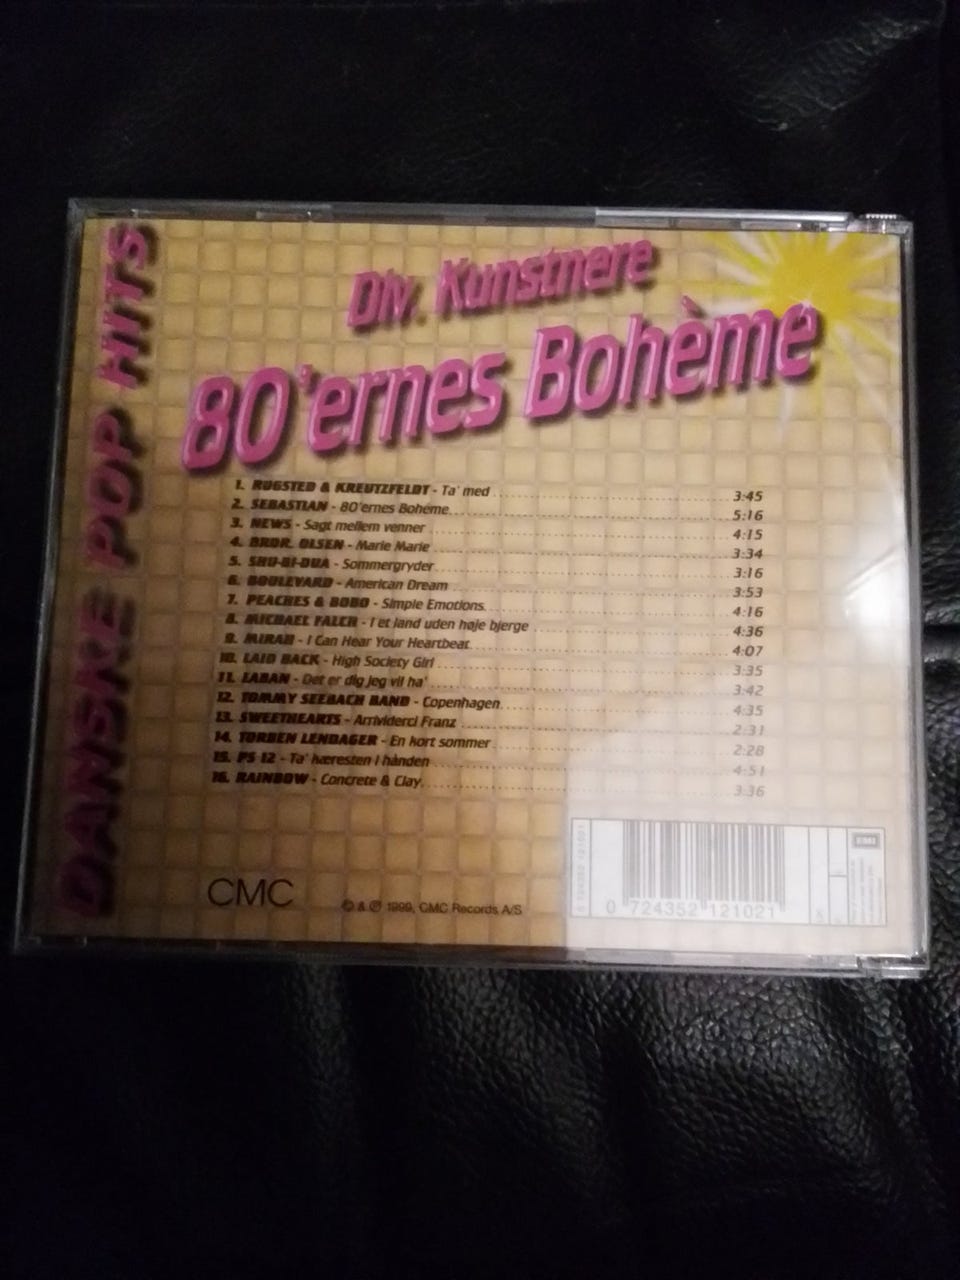 DANSKE POP HITS
Div. Kunstnere
80'ernes Bohème
1. RUGSTED & KREUTZFELDT - Ta' med 3:45
2. SEBASTIAN - 80'ernes Boheme 5:16
3. NEWS - Sagt mellem venner 4:15
4. BRDR. OLSEN - Marie Marie 3:34
5. SHU-BI-DUA - Sommergryder 3:16
6. BOULEVARD - American Dream 3:53
7. PEACHES & BOBO - Simple Emotions 4:16
8. MICHAEL FALCH - I et land uden høje bjerge 4:36
9. MIRAH - I Can Hear Your Heartbeat 4:07
10. LAID BACK - High Society Girl 3:35
11. LABAN - Det er dig jeg vil ha' 3:42
12. TOMMY SEEBACH BAND - Copenhagen 4:35
13. SWEETHEARTS - Arrividerci Franz 2:31
14. TORBEN LENDAGER - En kort sommer 2:28
15. PS 12 - Ta' hæresten i hånden 4:51
16. RAINBOW - Concrete & Clay 3:36
CMC
© & ℗ 1999, CMC Records A/S
0 724352 121021
EMI